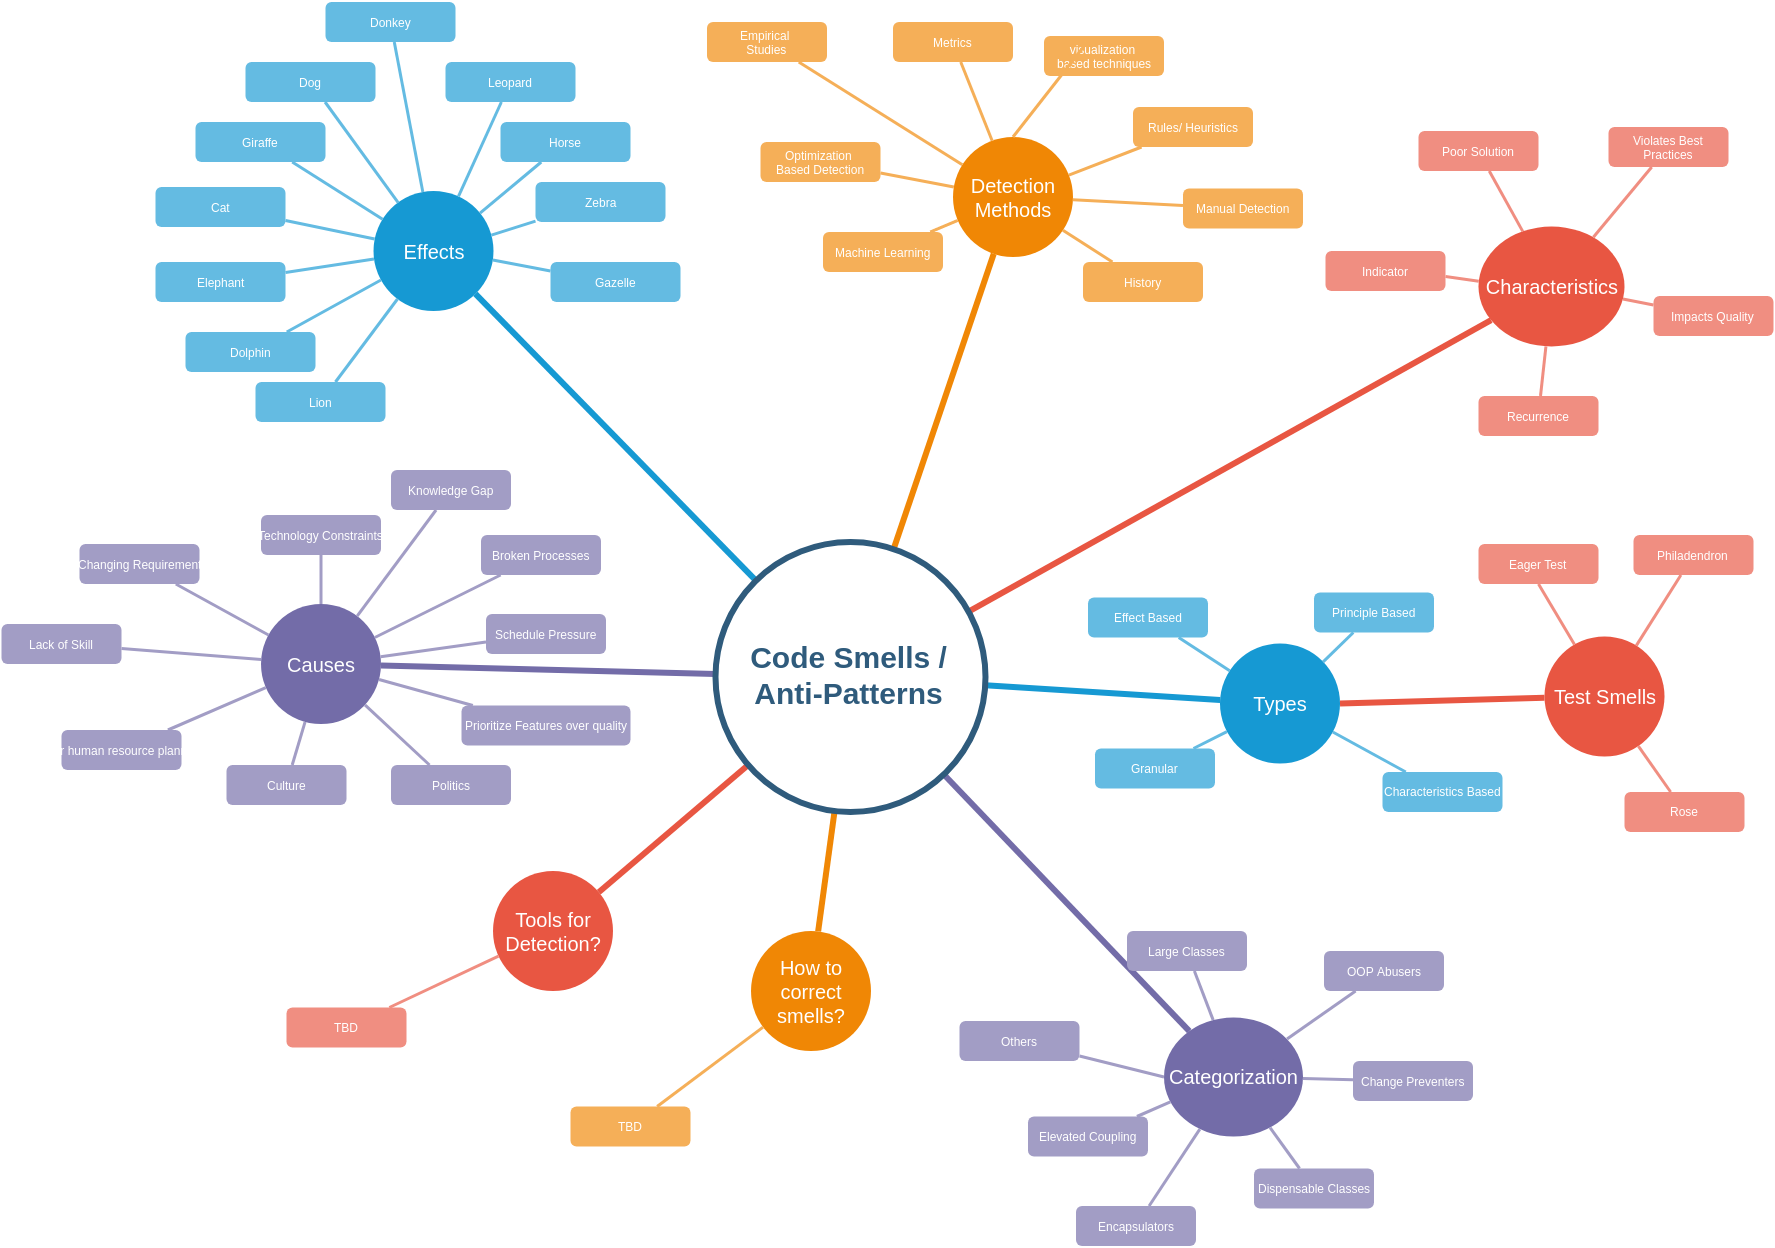 Donkey
Dog
Leopard
Giraffe
Horse
Cat
Zebra
Effects
Elephant
Gazelle
Dolphin
Lion
Empirical
Studies
Metrics
visualization
based techniques
Rules/ Heuristics
Optimization
Based Detection
Detection
Methods
Manual Detection
Machine Learning
History
Poor Solution
Violates Best
Practices
Indicator
Characteristics
Impacts Quality
Recurrence
Knowledge Gap
Technology Constraints
Changing Requirement
Broken Processes
Lack of Skill
Schedule Pressure
Causes
Prioritize Features over quality
human resource plan
Culture
Politics
Code Smells /
Anti-Patterns
Effect Based
Principle Based
Types
Granular
Characteristics Based
Eager Test
Philadendron
Test Smells
Rose
Tools for
Detection?
TBD
How to
correct
smells?
TBD
Large Classes
OOP Abusers
Others
Categorization
Change Preventers
Elevated Coupling
Dispensable Classes
Encapsulators